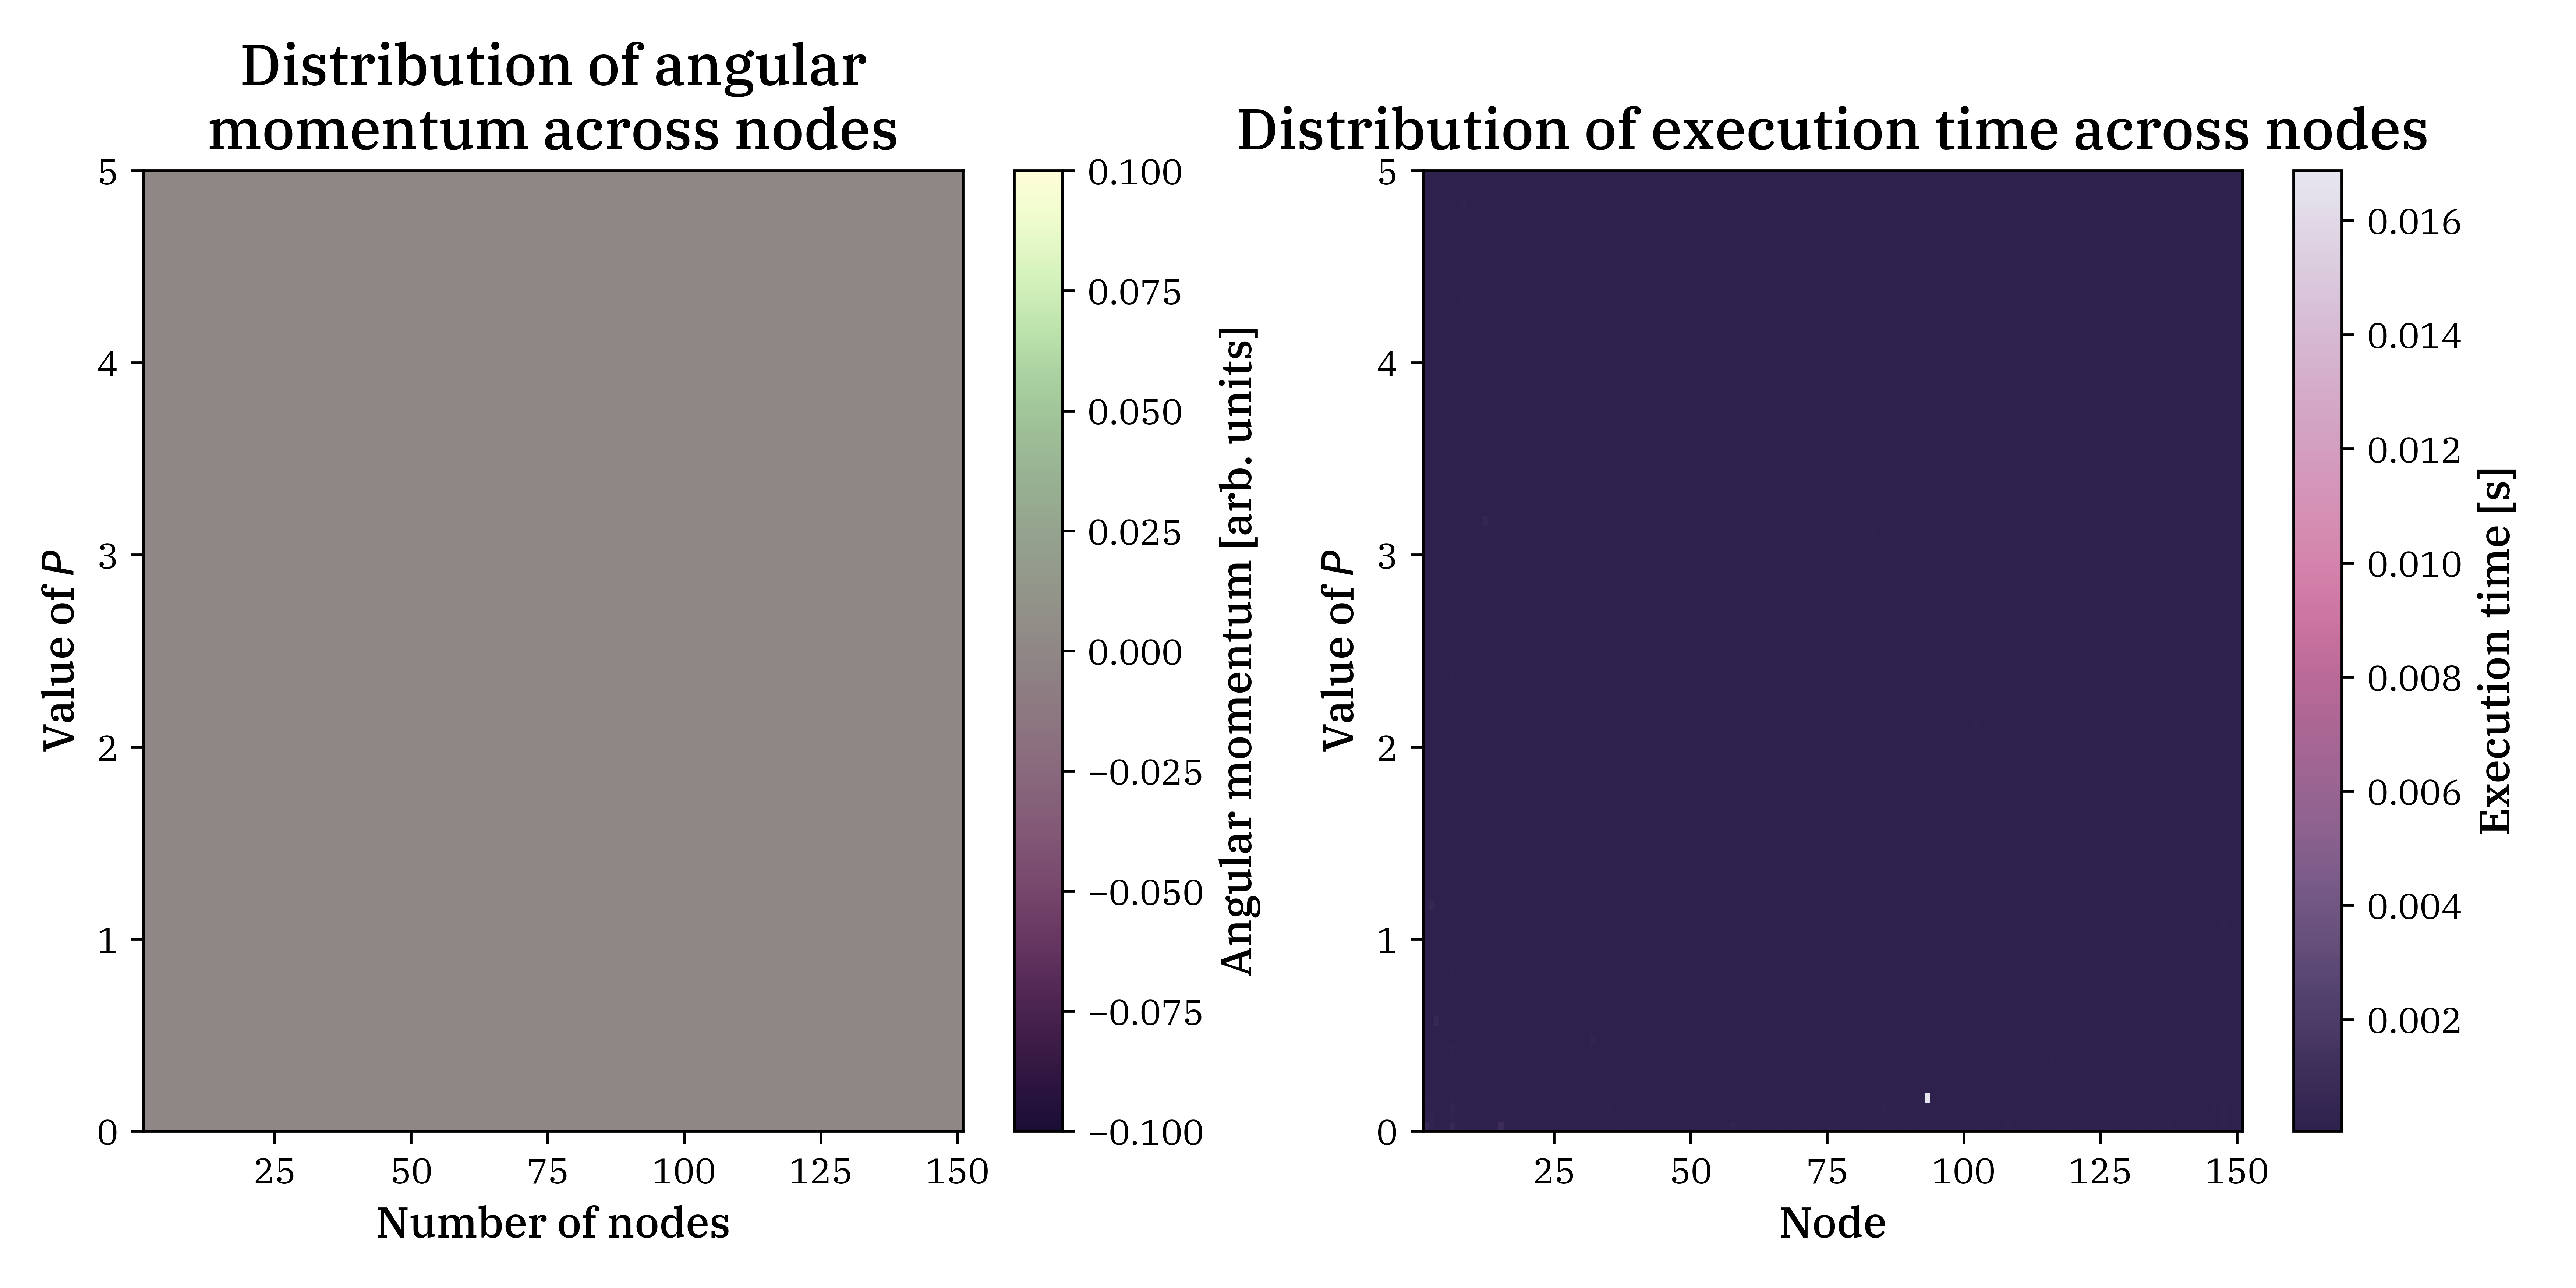 Distribution of angular
momentum across nodes
5
4
3
2
1
0
Value of P
25 50 75 100 125 150
Number of nodes
0.100
0.075
0.050
0.025
0.000
−0.025
−0.050
−0.075
−0.100
Angular momentum [arb. units]
Distribution of execution time across nodes
5
4
3
2
1
0
Value of P
25 50 75 100 125 150
Node
0.016
0.014
0.012
0.010
0.008
0.006
0.004
0.002
Execution time [s]